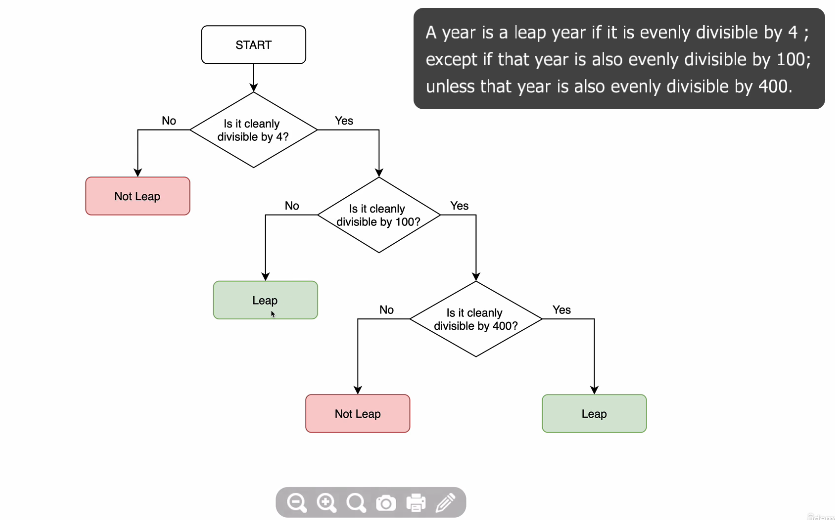 A year is a leap year if it is evenly divisible by 4 ;
except if that year is also evenly divisible by 100;
unless that year is also evenly divisible by 400.
START
Is it cleanly
divisible by 4?
No
Yes
Not Leap
Is it cleanly
divisible by 100?
No
Yes
Leap
Is it cleanly
divisible by 400?
No
Yes
Not Leap
Leap